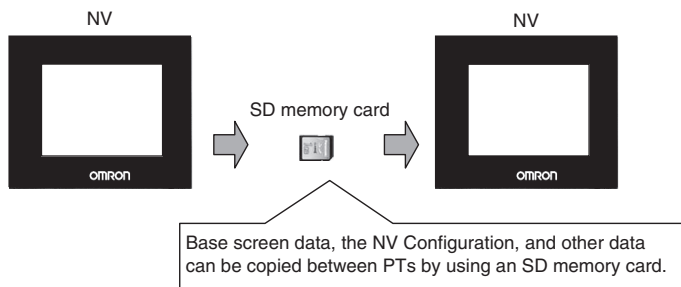 NV
NV
SD memory card
OMRON
OMRON
Base screen data, the NV Configuration, and other data
can be copied between PTs by using an SD memory card.